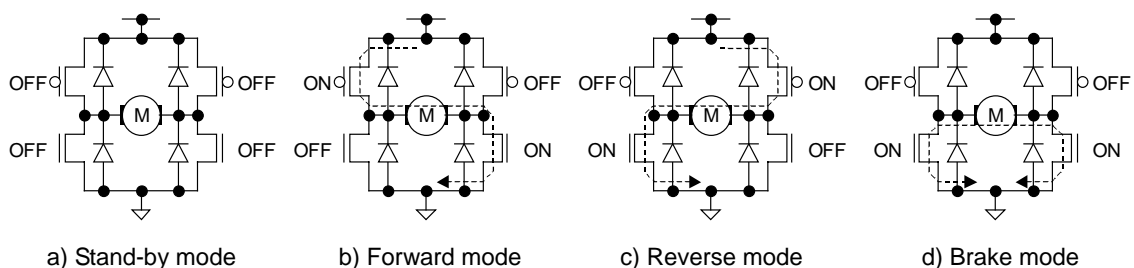 OFF OFF ON OFF OFF ON OFF OFF
M M M M
OFF OFF OFF ON ON OFF ON ON
a) Stand-by mode b) Forward mode c) Reverse mode d) Brake mode